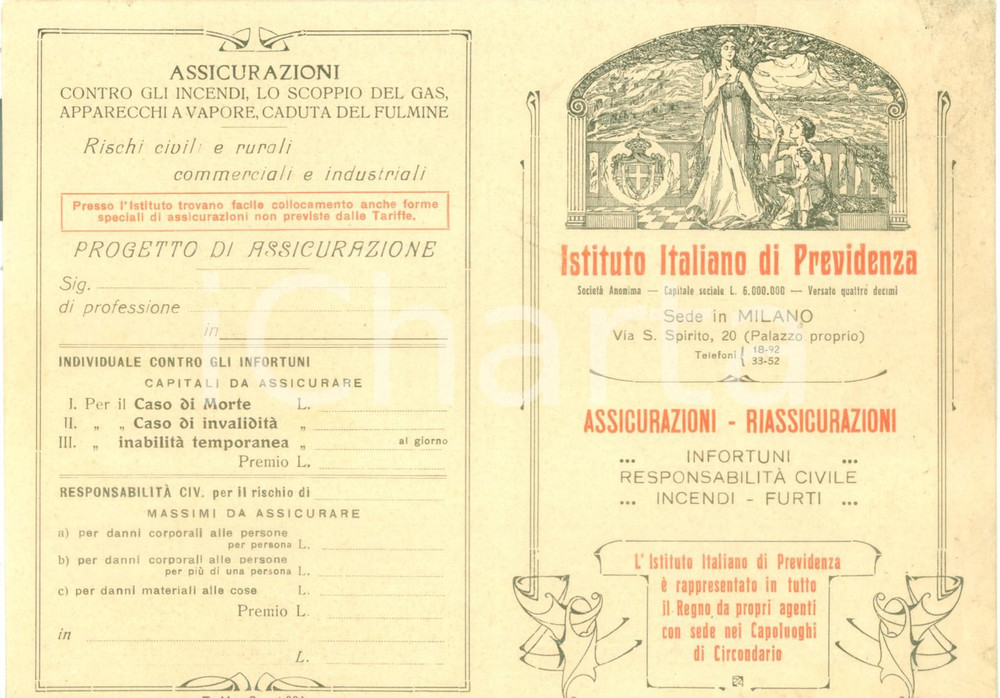 ASSICURAZIONI
CONTRO GLI INCENDI, LO SCOPPIO DEL GAS,
APPARECCHI A VAPORE, CADUTA DEL FULMINE
Rischi civili e rurali
commerciali e industriali
Presso l'Istituto trovano facile collocamento anche forme
speciali di assicurazioni non previste dalle Tariffe.
PROGETTO DI ASSICURAZIONE
Sig.
di professione
in
INDIVIDUALE CONTRO GLI INFORTUNI
CAPITALI DA ASSICURARE
I. Per il Caso di Morte L.
II. „ „ Caso di invalidità „
III. „ inabilità temporanea „ al giorno
Premio L.
RESPONSABILITÀ CIV. per il rischio di
MASSIMI DA ASSICURARE
a) per danni corporali alle persone
per persona L.
b) per danni corporali alle persone
per più di una persona L.
c) per danni materiali alle cose L.
Premio L.
in
L.
Istituto Italiano di Previdenza
Società Anonima — Capitale sociale L. 6.000.000 — Versato quattro decimi
Sede in MILANO
Via S. Spirito, 20 (Palazzo proprio)
Telefoni { 18-92
33-52
ASSICURAZIONI - RIASSICURAZIONI
... INFORTUNI ...
RESPONSABILITÀ CIVILE
... INCENDI - FURTI ...
L'Istituto Italiano di Previdenza
è rappresentato in tutto
il Regno da propri agenti
con sede nei Capoluoghi
di Circondario
iCharta